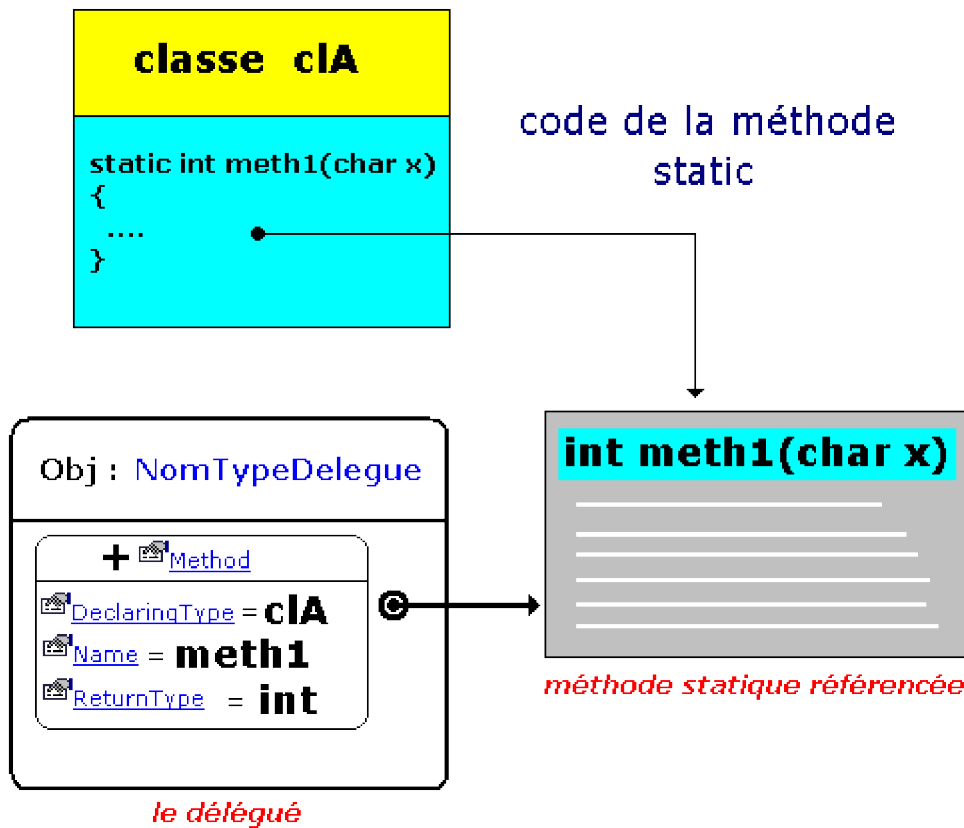 classe clA
static int meth1(char x)
{
....
}
code de la méthode
static
Obj : NomTypeDelegue
+ Method
DeclaringType = clA
Name = meth1
ReturnType = int
le délégué
int meth1(char x)
méthode statique référencée